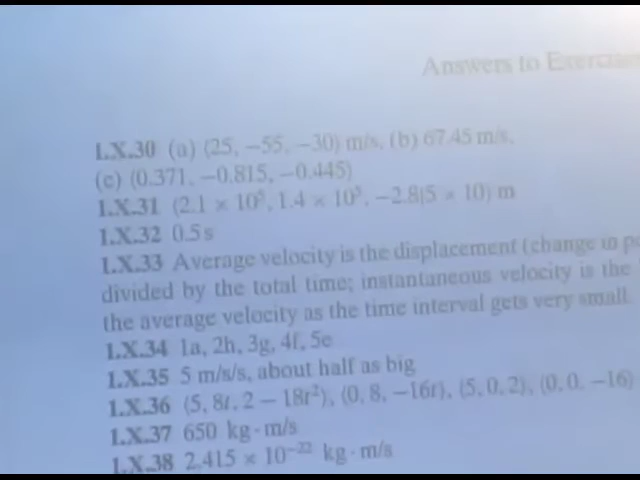 Answers to
1.X.30 (a) ⟨25, −55, −30⟩ m/s, (b) 67.45 m/s,
(c) ⟨0.371, −0.815, −0.445⟩
1.X.31 ⟨2.1 × 10⁵, 1.4 × 10⁵, m
1.X.32 0.5 s
1.X.33 Average velocity is the displacement (change in
divided by the total time; instantaneous velocity is the
the average velocity as the time interval gets very small.
1.X.34 1a, 2h, 3g, 4f, 5e
1.X.35 5 m/s/s, about half as big
1.X.36 ⟨5, 8t, 2 − 18t²⟩, ⟨0, 8, −16t⟩, ⟨5, 0, 2⟩, ⟨0, 0, −16⟩
1.X.37 650 kg · m/s
1.X.38 2.415 × 10⁻²² kg · m/s